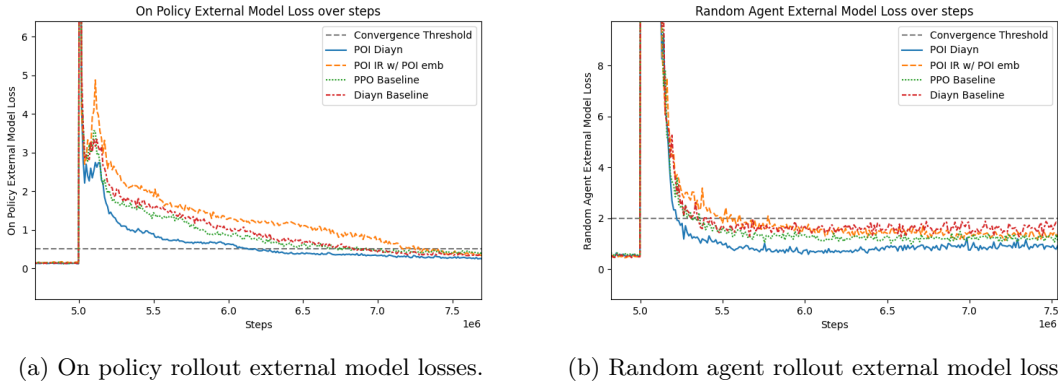 On Policy External Model Loss over steps
On Policy External Model Loss
6
5
4
3
2
1
0
Convergence Threshold
POI Diayn
POI IR w/ POI emb
PPO Baseline
Diayn Baseline
5.0 5.5 6.0 6.5 7.0 7.5
1e6
Steps
(a) On policy rollout external model losses.
Random Agent External Model Loss over steps
Random Agent External Model Loss
8
6
4
2
0
Convergence Threshold
POI Diayn
POI IR w/ POI emb
PPO Baseline
Diayn Baseline
5.0 5.5 6.0 6.5 7.0 7.5
1e6
Steps
(b) Random agent rollout external model loss